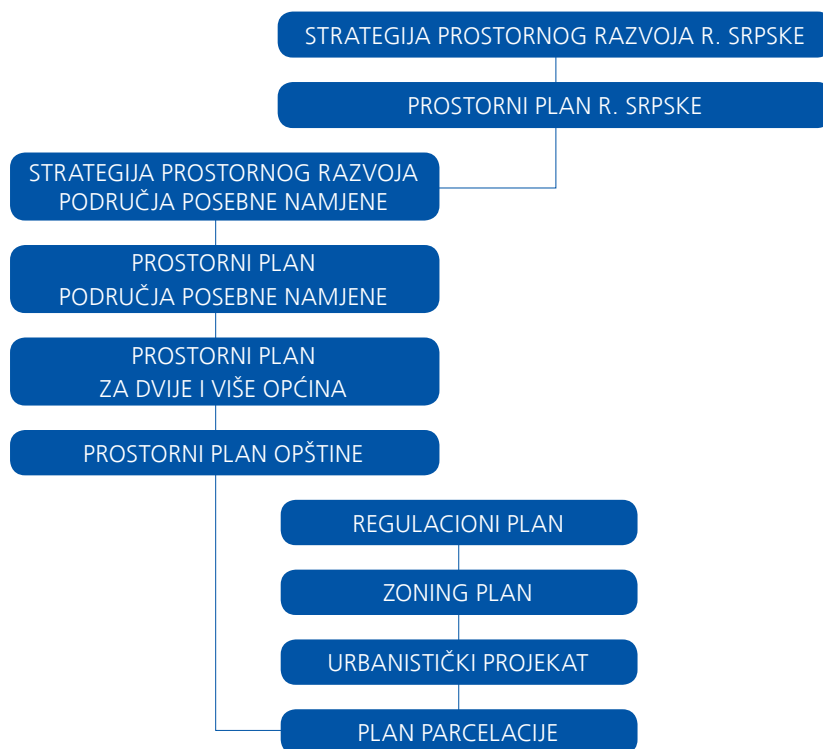 STRATEGIJA PROSTORNOG RAZVOJA R. SRPSKE
PROSTORNI PLAN R. SRPSKE
STRATEGIJA PROSTORNOG RAZVOJA
PODRUČJA POSEBNE NAMJENE
PROSTORNI PLAN
PODRUČJA POSEBNE NAMJENE
PROSTORNI PLAN
ZA DVIJE I VIŠE OPĆINA
PROSTORNI PLAN OPŠTINE
REGULACIONI PLAN
ZONING PLAN
URBANISTIČKI PROJEKAT
PLAN PARCELACIJE